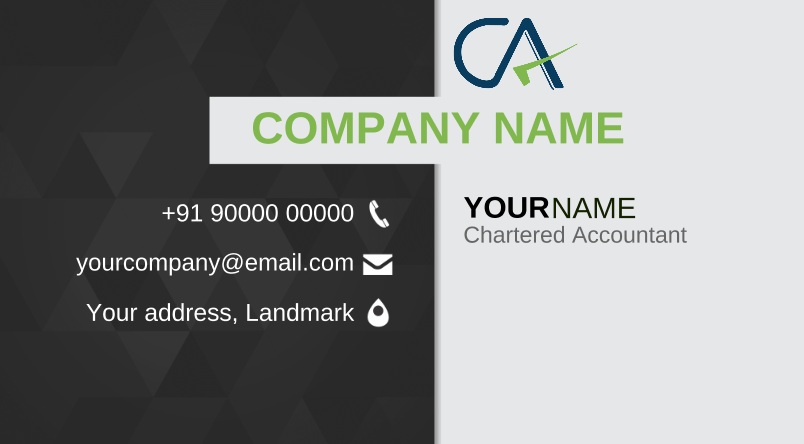 CA
COMPANY NAME
+91 90000 00000
yourcompany@email.com
Your address, Landmark
YOURNAME
Chartered Accountant